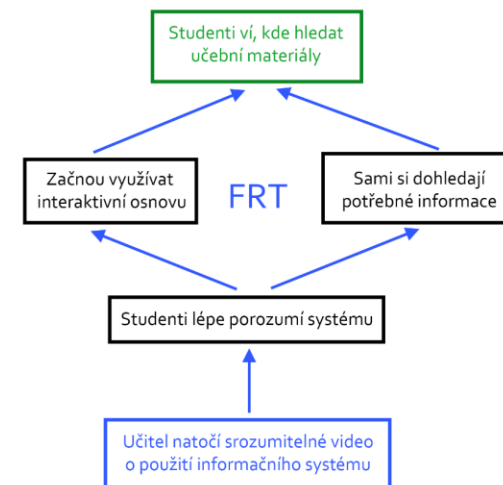 Studenti ví, kde hledat
učební materiály
Začnou využívat
interaktivní osnovu
FRT
Sami si dohledají
potřebné informace
Studenti lépe porozumí systému
Učitel natočí srozumitelné video
o použití informačního systému